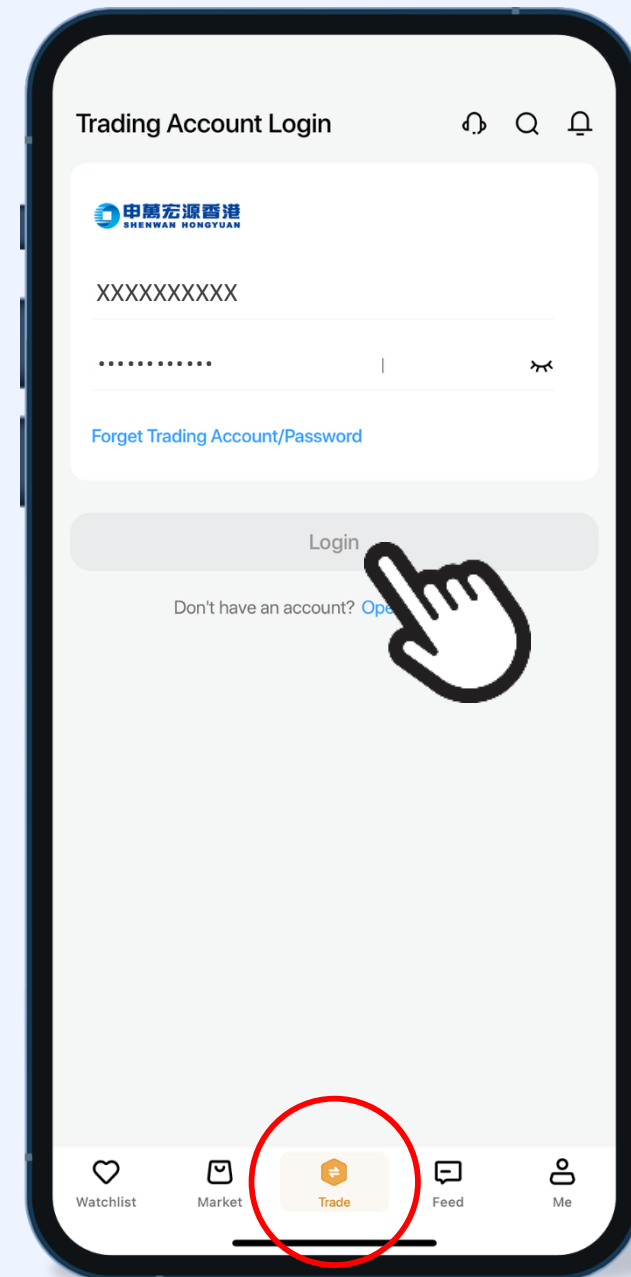 Trading Account Login
申萬宏源香港
SHENWAN HONGYUAN
XXXXXXXXXX
••••••••••••
Forget Trading Account/Password
Login
Don't have an account?
Watchlist Market Trade Feed Me